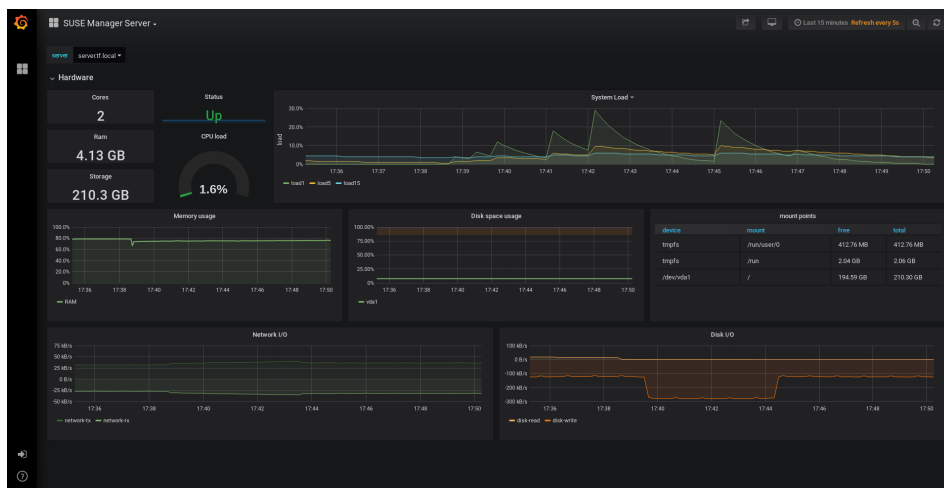 SUSE Manager Server
Last 15 minutes Refresh every 5s
server server.tf.local
Hardware
Cores
2
Status
Up
System Load
30.0%
20.0%
10.0%
0%
load
17:36 17:37 17:38 17:39 17:40 17:41 17:42 17:43 17:44 17:45 17:46 17:47 17:48 17:49 17:50
load1 load5 load15
Ram
4.13 GB
CPU load
1.6%
Storage
210.3 GB
Memory usage
100.0%
80.0%
60.0%
40.0%
20.0%
0%
17:36 17:38 17:40 17:42 17:44 17:46 17:48 17:50
RAM
Disk space usage
100.00%
75.00%
50.00%
25.00%
0%
17:36 17:38 17:40 17:42 17:44 17:46 17:48 17:50
vda1
mount points
device mount free total
tmpfs /run/user/0 412.76 MB 412.76 MB
tmpfs /run 2.04 GB 2.06 GB
/dev/vda1 / 194.59 GB 210.30 GB
Network I/O
75 kB/s
50 kB/s
25 kB/s
0 B/s
-25 kB/s
-50 kB/s
17:36 17:38 17:40 17:42 17:44 17:46 17:48 17:50
network-tx network-rx
Disk I/O
100 kB/s
0 B/s
-100 kB/s
-200 kB/s
-300 kB/s
17:36 17:38 17:40 17:42 17:44 17:46 17:48 17:50
disk-read disk-write